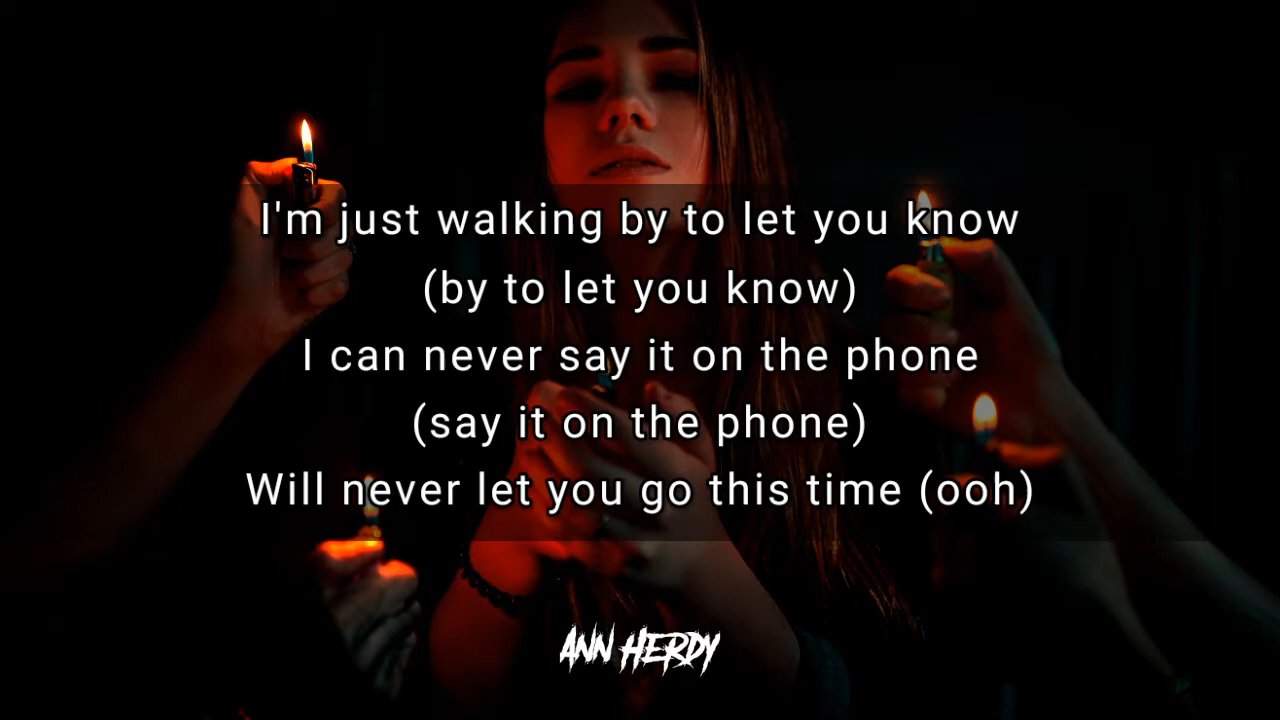 I'm just walking by to let you know
(by to let you know)
I can never say it on the phone
(say it on the phone)
Will never let you go this time (ooh)
ANN HERDY